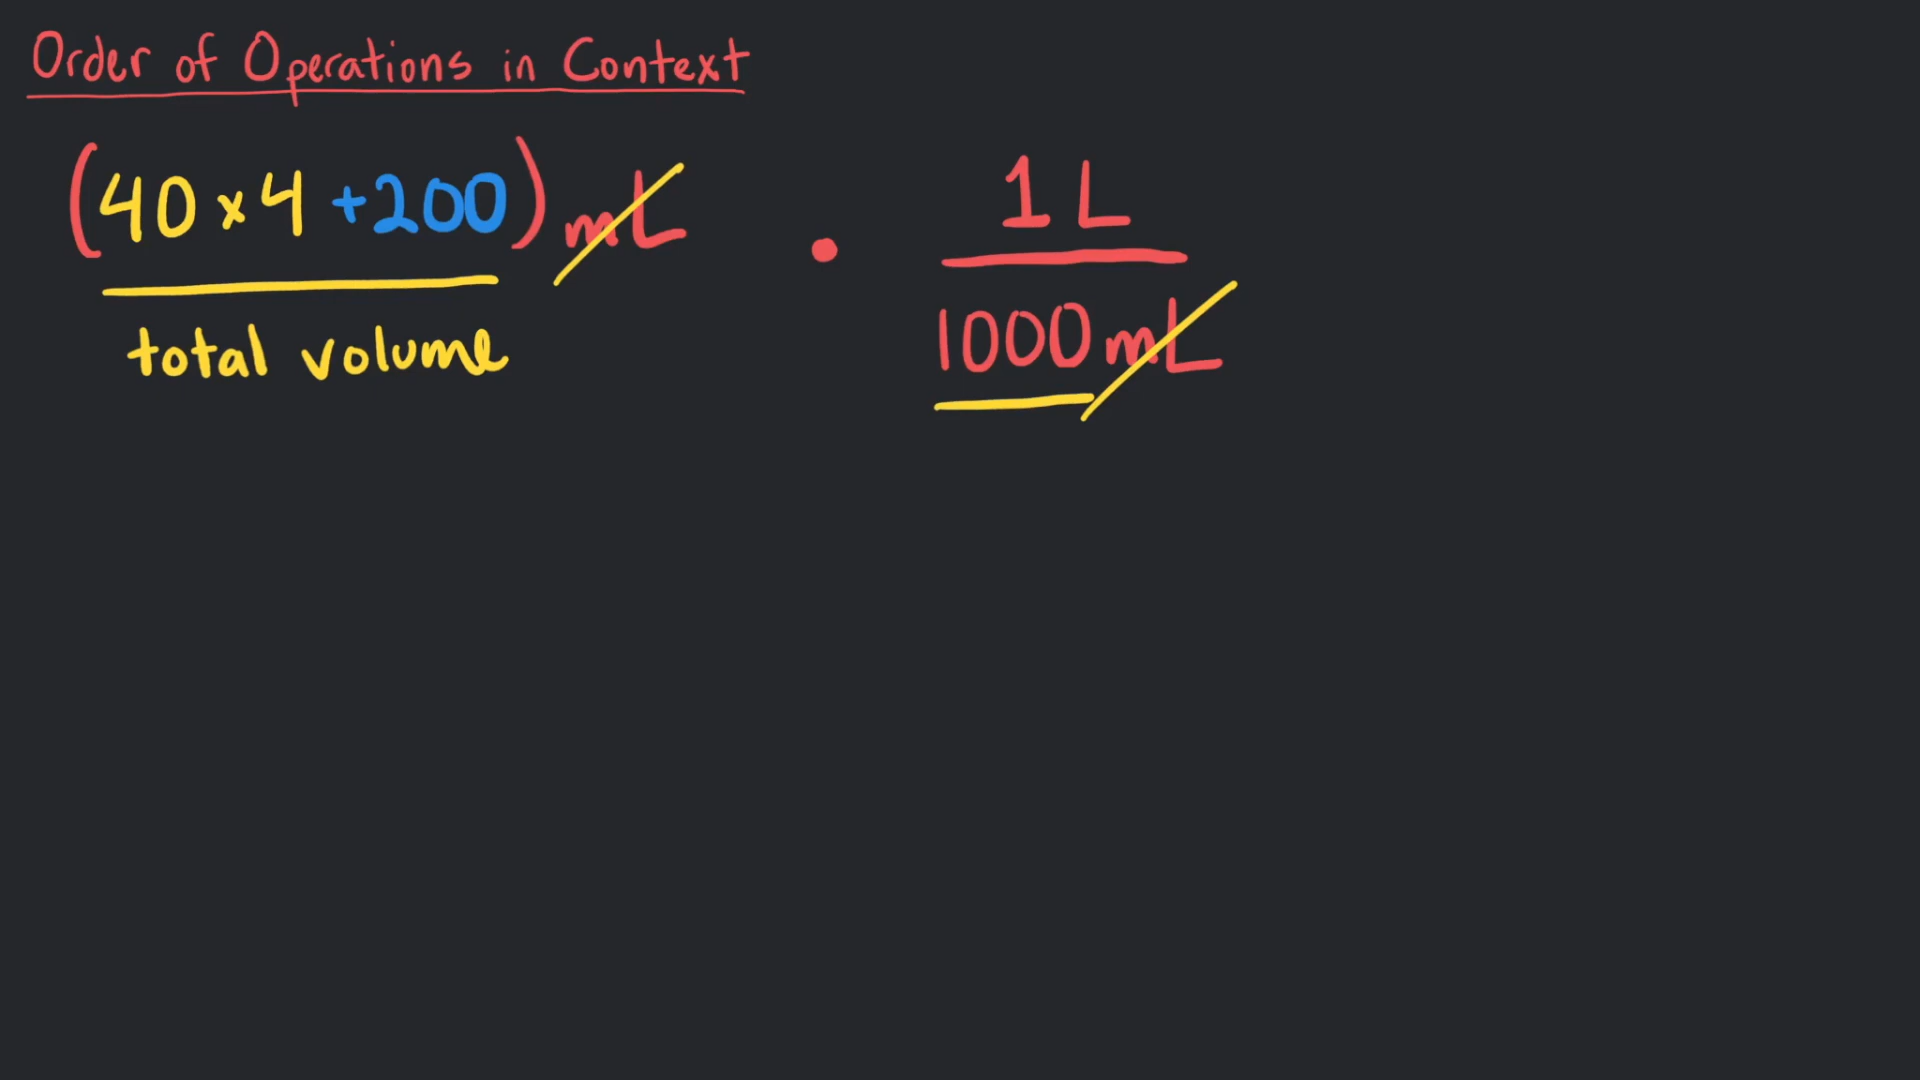 Order of Operations in Context
(40 x 4 + 200) mL · 1 L
1000 mL
total volume